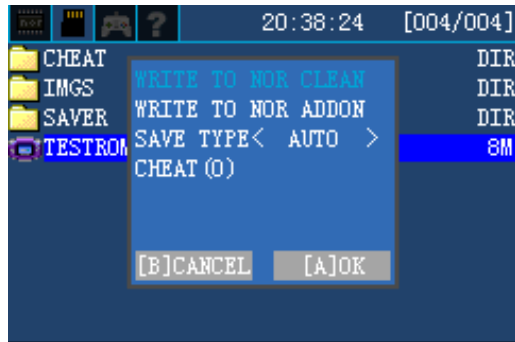 nor ? 20:38:24 [004/004]
CHEAT DIR
IMGS DIR
SAVER DIR
TESTROM 8M
WRITE TO NOR CLEAN
WRITE TO NOR ADDON
SAVE TYPE< AUTO >
CHEAT(0)
[B]CANCEL [A]OK